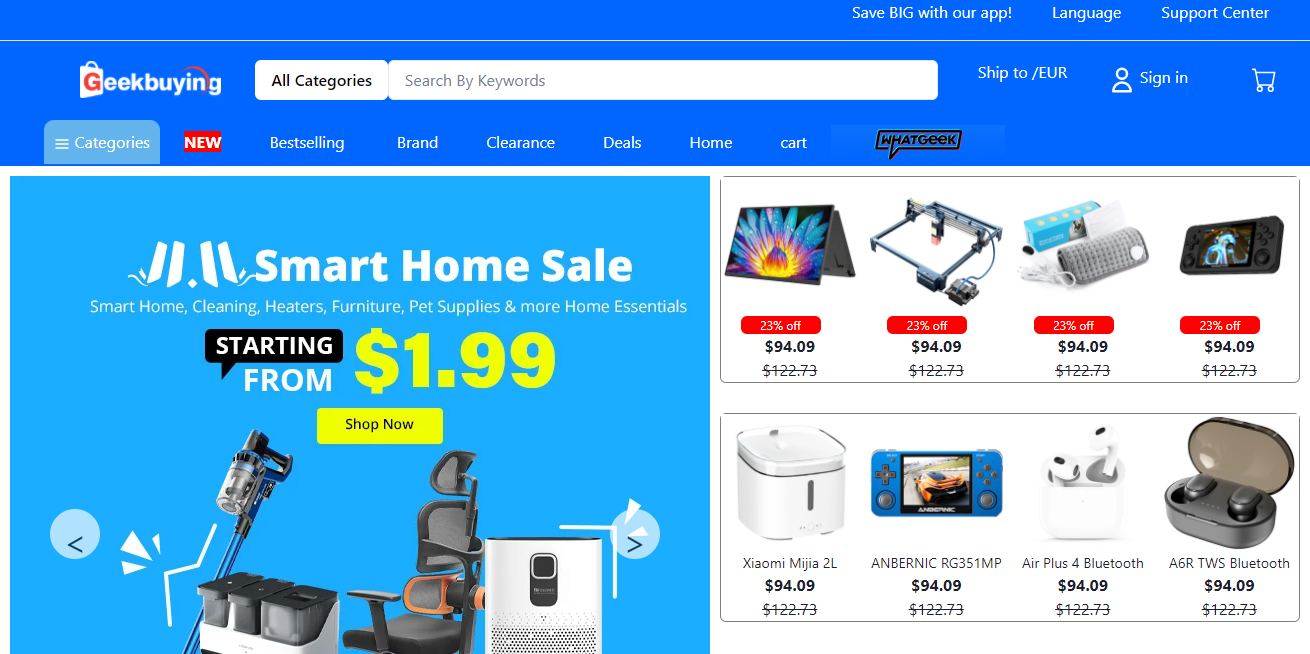 Save BIG with our app! Language Support Center
Geekbuying All Categories Search By Keywords Ship to /EUR Sign in
Categories NEW Bestselling Brand Clearance Deals Home cart WHATGEEK
Smart Home Sale
Smart Home, Cleaning, Heaters, Furniture, Pet Supplies & more Home Essentials
STARTING
FROM $1.99
Shop Now
< >
23% off 23% off 23% off 23% off
$94.09 $94.09 $94.09 $94.09
$122.73 $122.73 $122.73 $122.73
ANBERNIC
Xiaomi Mijia 2L ANBERNIC RG351MP Air Plus 4 Bluetooth A6R TWS Bluetooth
$94.09 $94.09 $94.09 $94.09
$122.73 $122.73 $122.73 $122.73